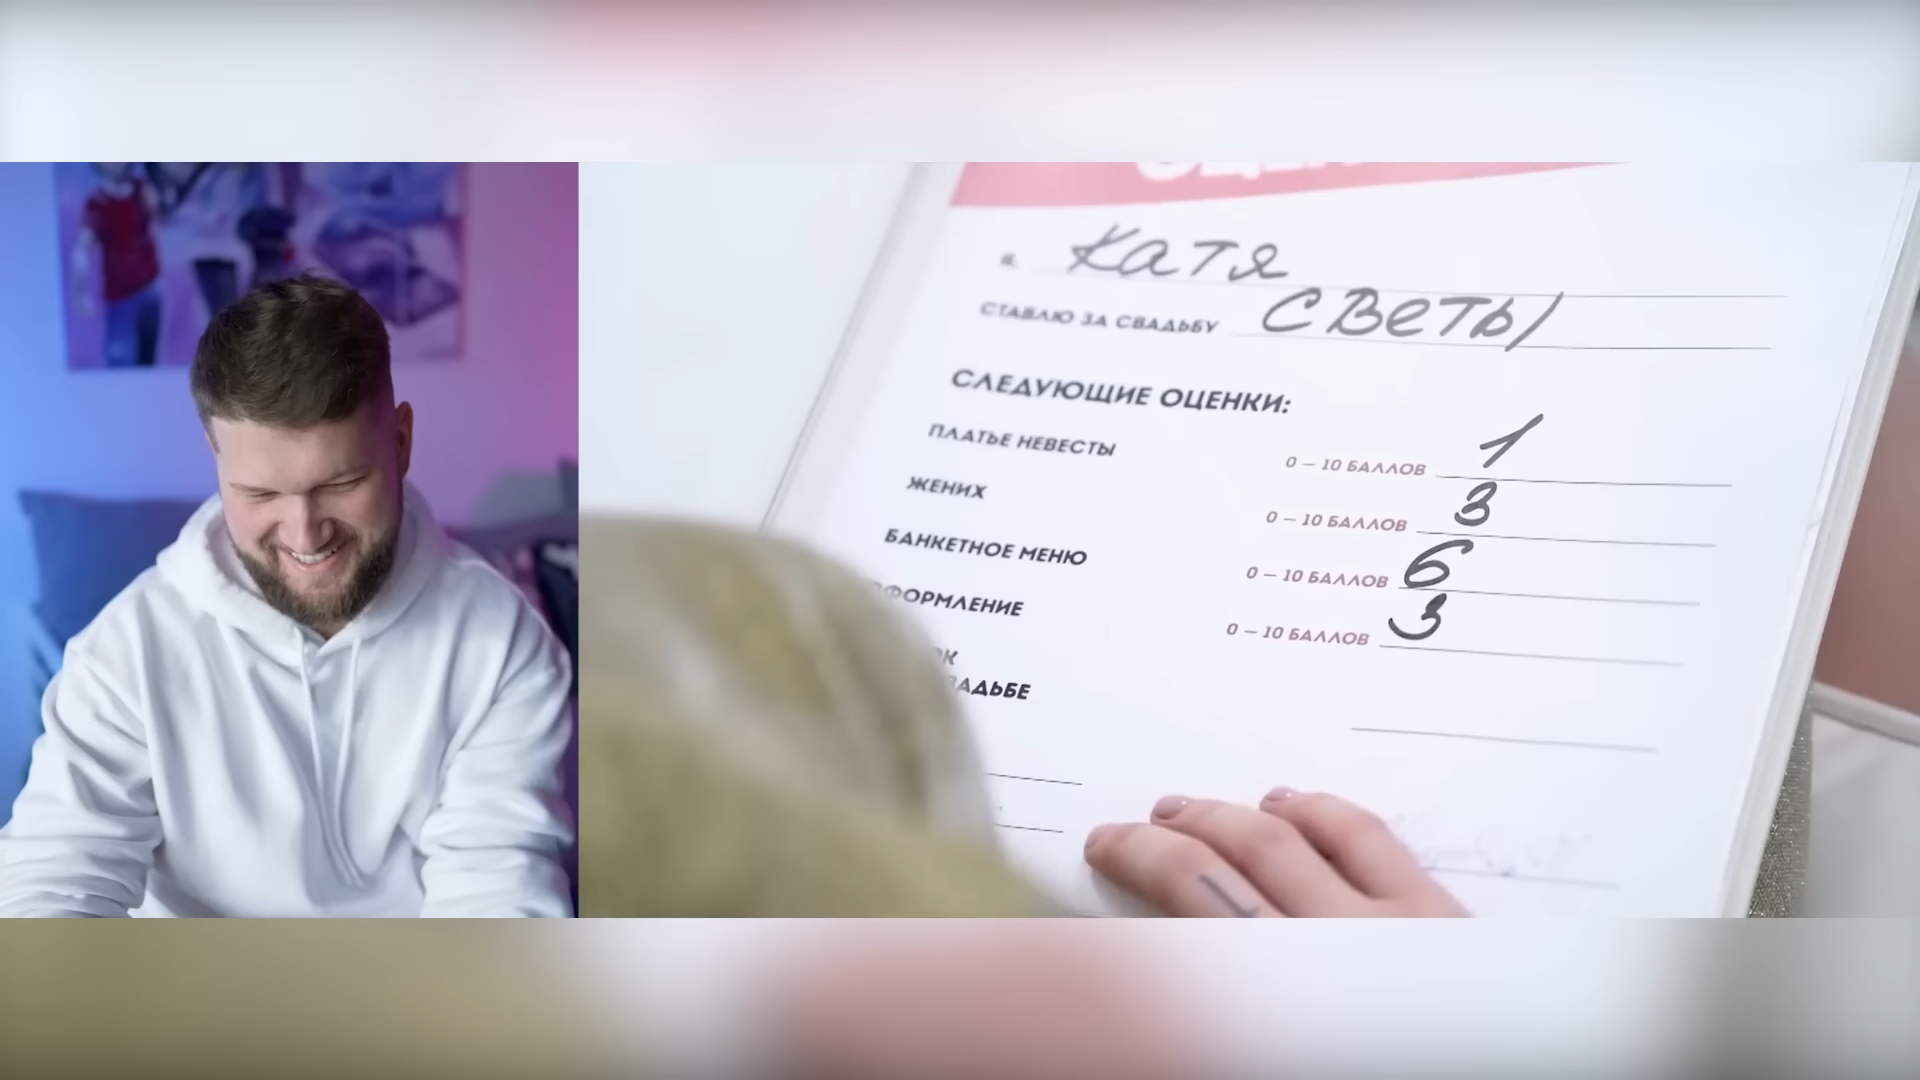 Я, Катя
СТАВЛЮ ЗА СВАДЬБУ Светы
СЛЕДУЮЩИЕ ОЦЕНКИ:
ПЛАТЬЕ НЕВЕСТЫ 0 – 10 БАЛЛОВ 1
ЖЕНИХ 0 – 10 БАЛЛОВ 3
БАНКЕТНОЕ МЕНЮ 0 – 10 БАЛЛОВ 6
ОФОРМЛЕНИЕ 0 – 10 БАЛЛОВ 3